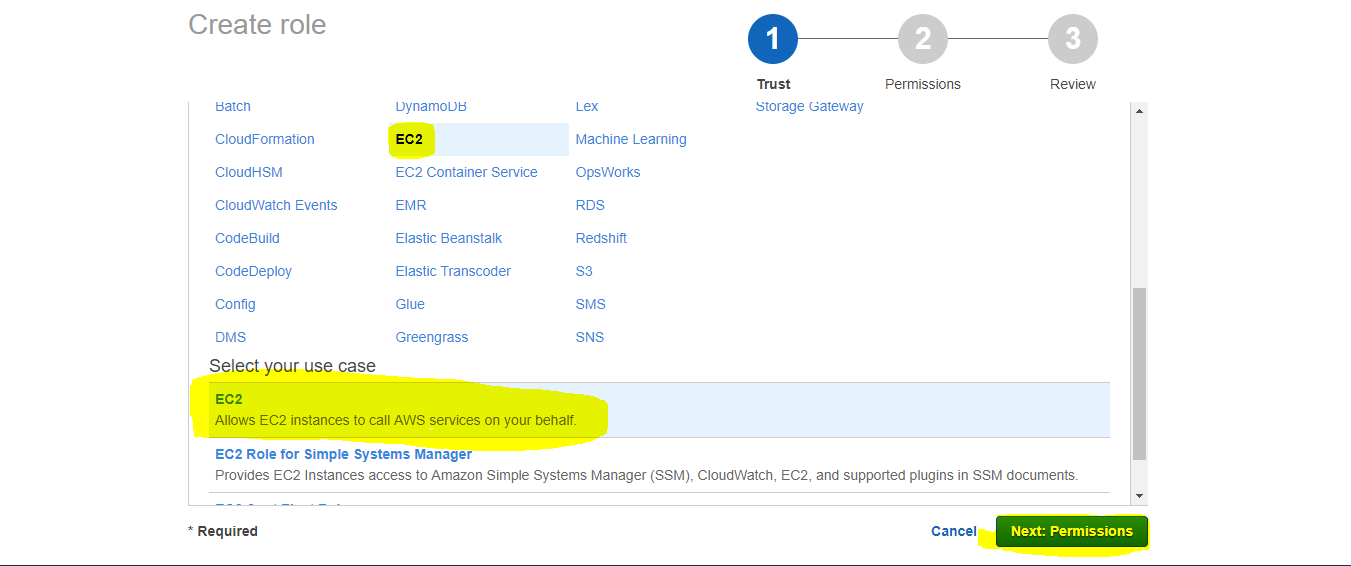 Create role
1 2 3
Trust Permissions Review
Batch DynamoDB Lex Storage Gateway
CloudFormation EC2 Machine Learning
CloudHSM EC2 Container Service OpsWorks
CloudWatch Events EMR RDS
CodeBuild Elastic Beanstalk Redshift
CodeDeploy Elastic Transcoder S3
Config Glue SMS
DMS Greengrass SNS
Select your use case
EC2
Allows EC2 instances to call AWS services on your behalf.
EC2 Role for Simple Systems Manager
Provides EC2 Instances access to Amazon Simple Systems Manager (SSM), CloudWatch, EC2, and supported plugins in SSM documents.
* Required Cancel Next: Permissions